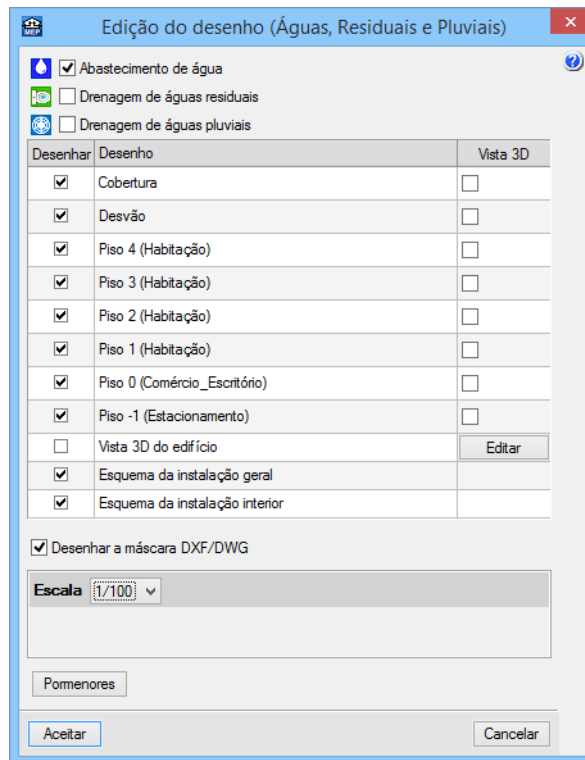 MEP
Edição do desenho (Águas, Residuais e Pluviais)
Abastecimento de água
Drenagem de águas residuais
Drenagem de águas pluviais
Desenhar Desenho Vista 3D
Cobertura
Desvão
Piso 4 (Habitação)
Piso 3 (Habitação)
Piso 2 (Habitação)
Piso 1 (Habitação)
Piso 0 (Comércio_Escritório)
Piso -1 (Estacionamento)
Vista 3D do edifício Editar
Esquema da instalação geral
Esquema da instalação interior
Desenhar a máscara DXF/DWG
Escala 1/100
Pormenores
Aceitar Cancelar